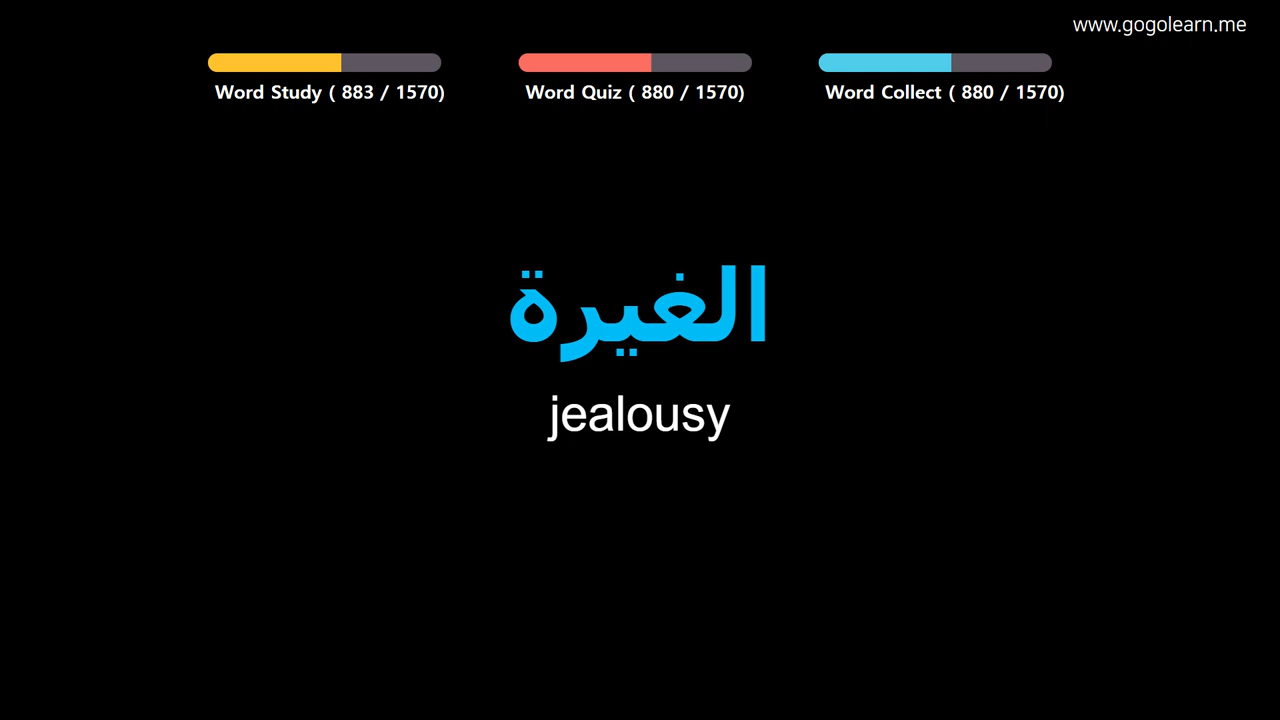 www.gogolearn.me
Word Study ( 883 / 1570)
Word Quiz ( 880 / 1570)
Word Collect ( 880 / 1570)
الغيرة
jealousy